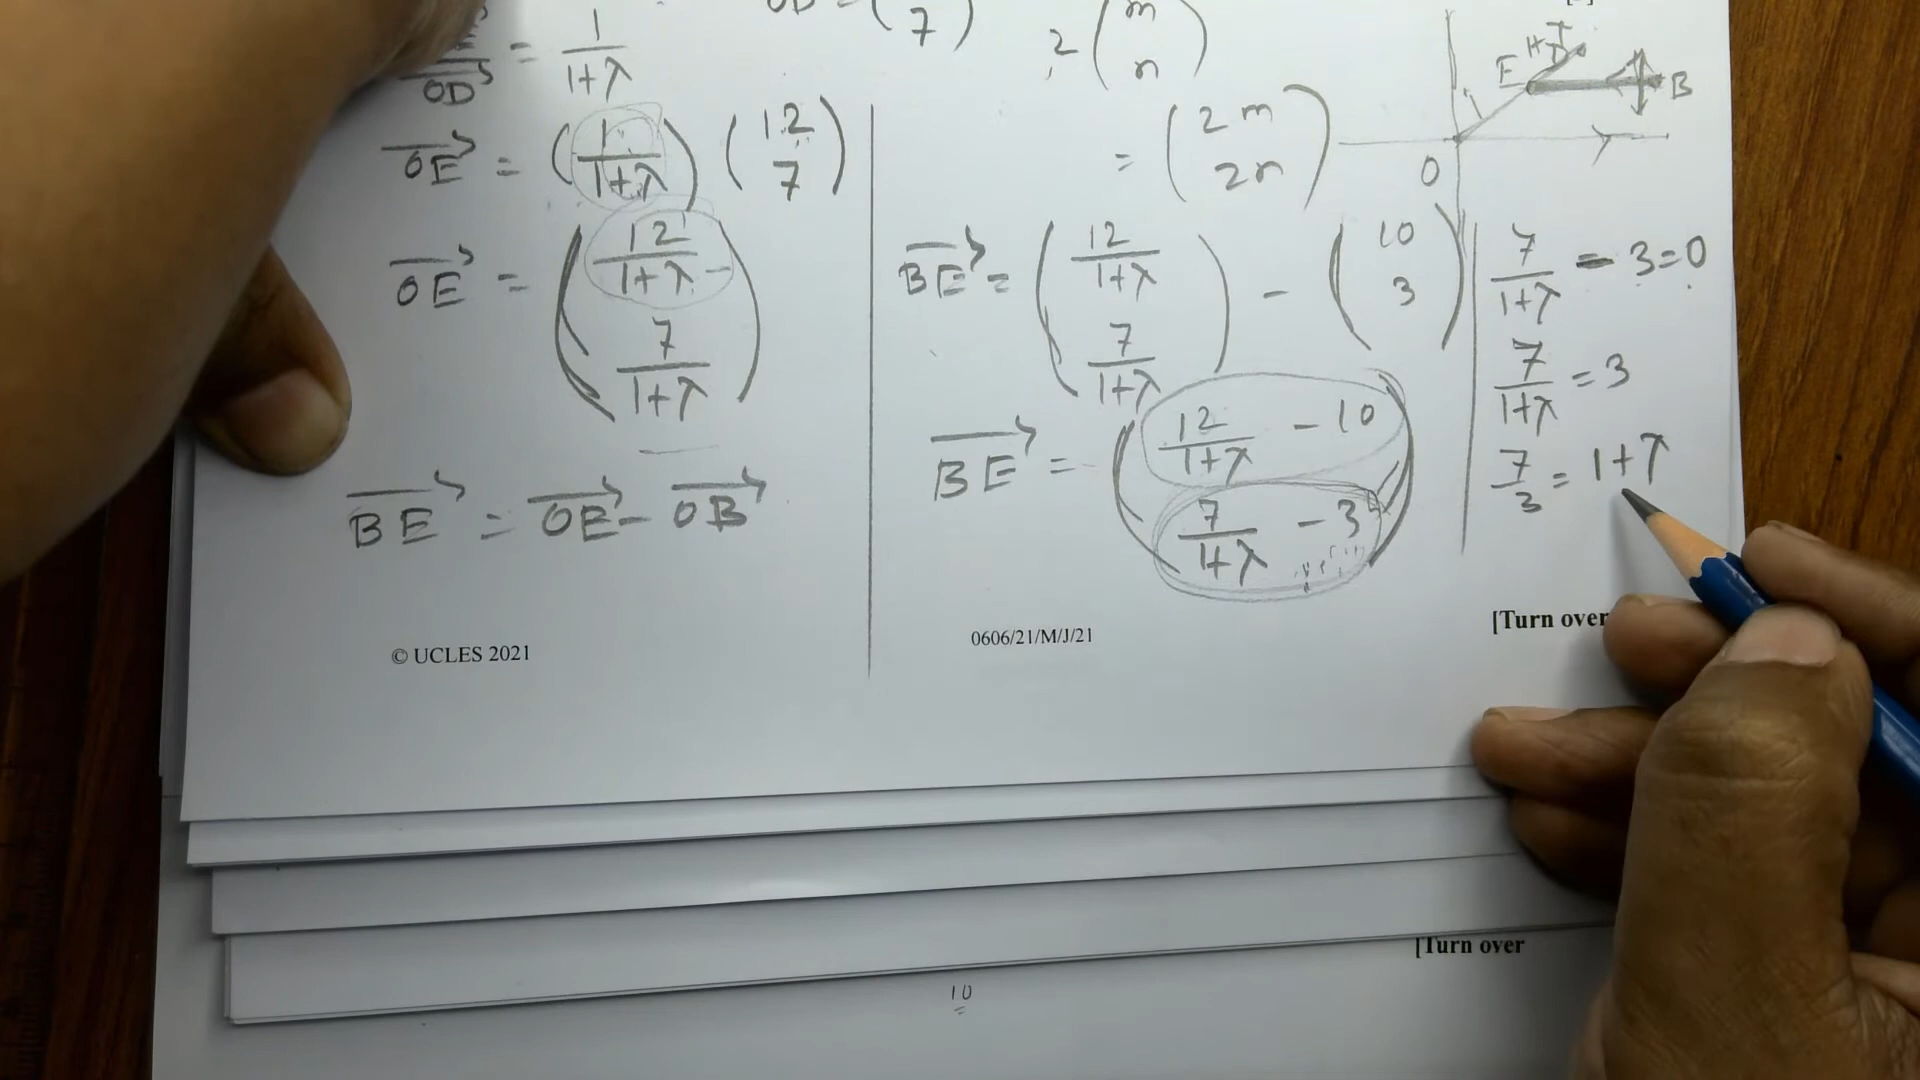 OD = 1/(1+λ)
7
2 (m n)
= (2m 2n)
E D B
O
OE = (1/(1+λ)) (12 7)
OE = (12/(1+λ) 7/(1+λ))
BE = OE - OB
BE = (12/(1+λ) 7/(1+λ)) - (10 3)
BE = (12/(1+λ) - 10 7/(1+λ) - 3)
7/(1+λ) - 3 = 0
7/(1+λ) = 3
7/3 = 1+λ
© UCLES 2021
0606/21/M/J/21
[Turn over
[Turn over
10